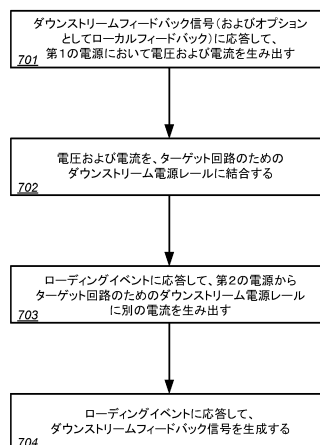 ダウンストリームフィードバック信号(およびオプション
としてローカルフィードバック)に応答して、
第1の電源において電圧および電流を生み出す
701
電圧および電流を、ターゲット回路のための
ダウンストリーム電源レールに結合する
702
ローディングイベントに応答して、第2の電源から
ターゲット回路のためのダウンストリーム電源レール
に別の電流を生み出す
703
ローディングイベントに応答して、
ダウンストリームフィードバック信号を生成する
704